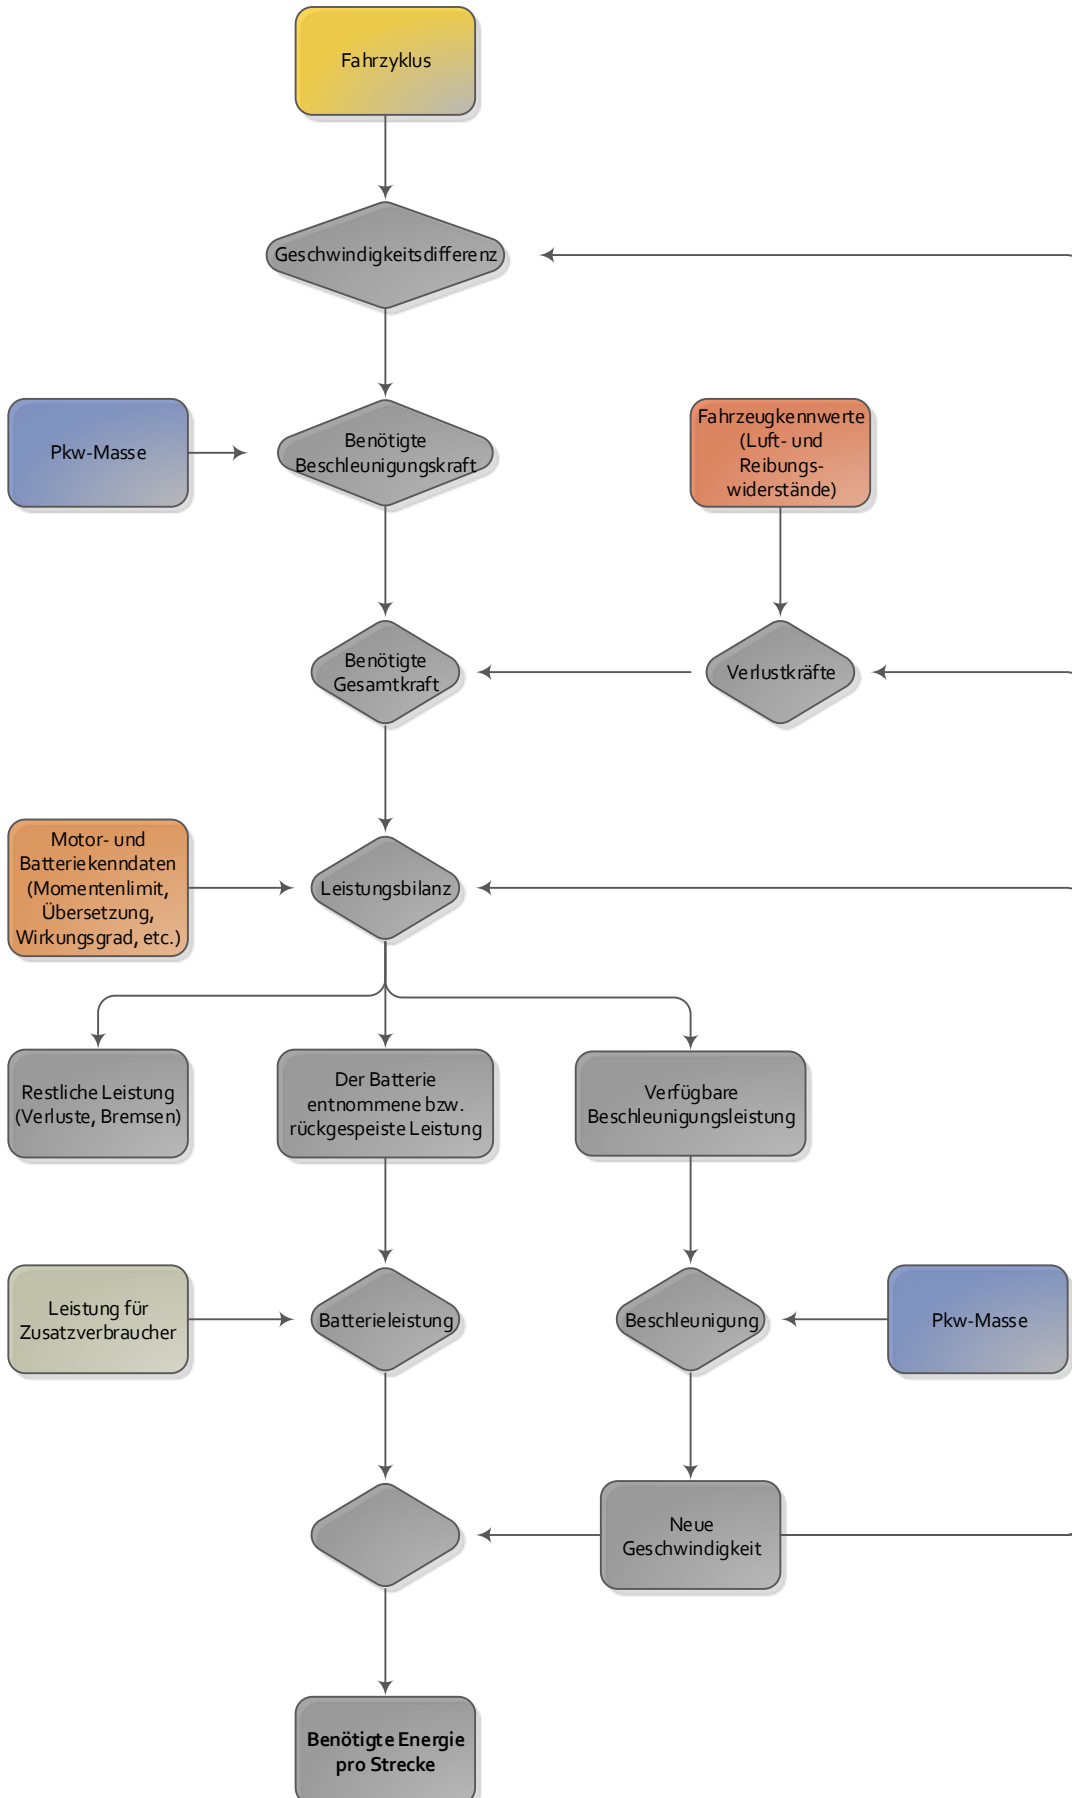 Fahrzyklus
Geschwindigkeitsdifferenz
Pkw-Masse
Benötigte
Beschleunigungskraft
Fahrzeugkennwerte
(Luft- und
Reibungs-
widerstände)
Benötigte
Gesamtkraft
Verlustkräfte
Motor- und
Batteriekenndaten
(Momentenlimit,
Übersetzung,
Wirkungsgrad, etc.)
Leistungsbilanz
Restliche Leistung
(Verluste, Bremsen)
Der Batterie
entnommene bzw.
rückgespeiste Leistung
Verfügbare
Beschleunigungsleistung
Leistung für
Zusatzverbraucher
Batterieleistung
Beschleunigung
Pkw-Masse
Neue
Geschwindigkeit
Benötigte Energie
pro Strecke